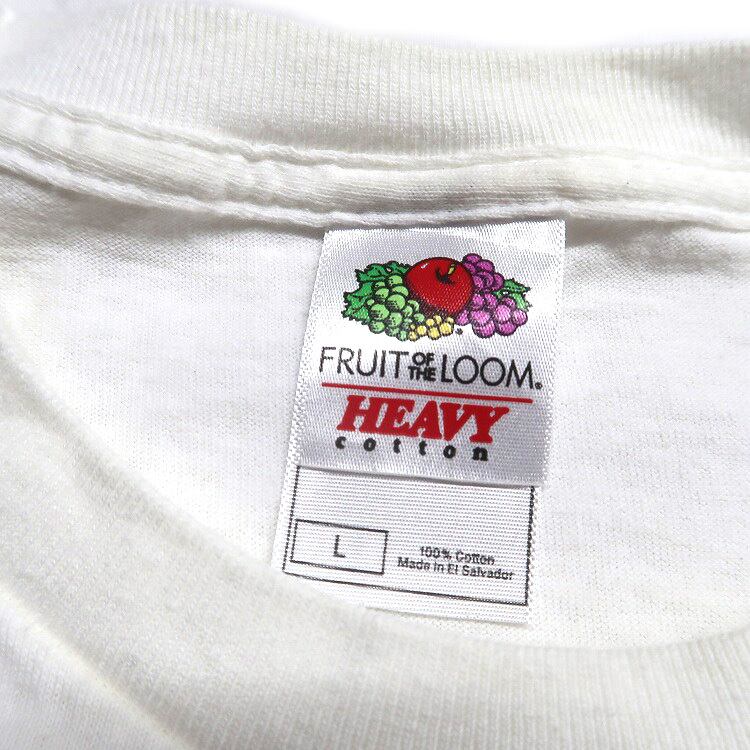 FRUIT OF THE LOOM®
HEAVY
cotton
L
100% Cotton
Made in El Salvador